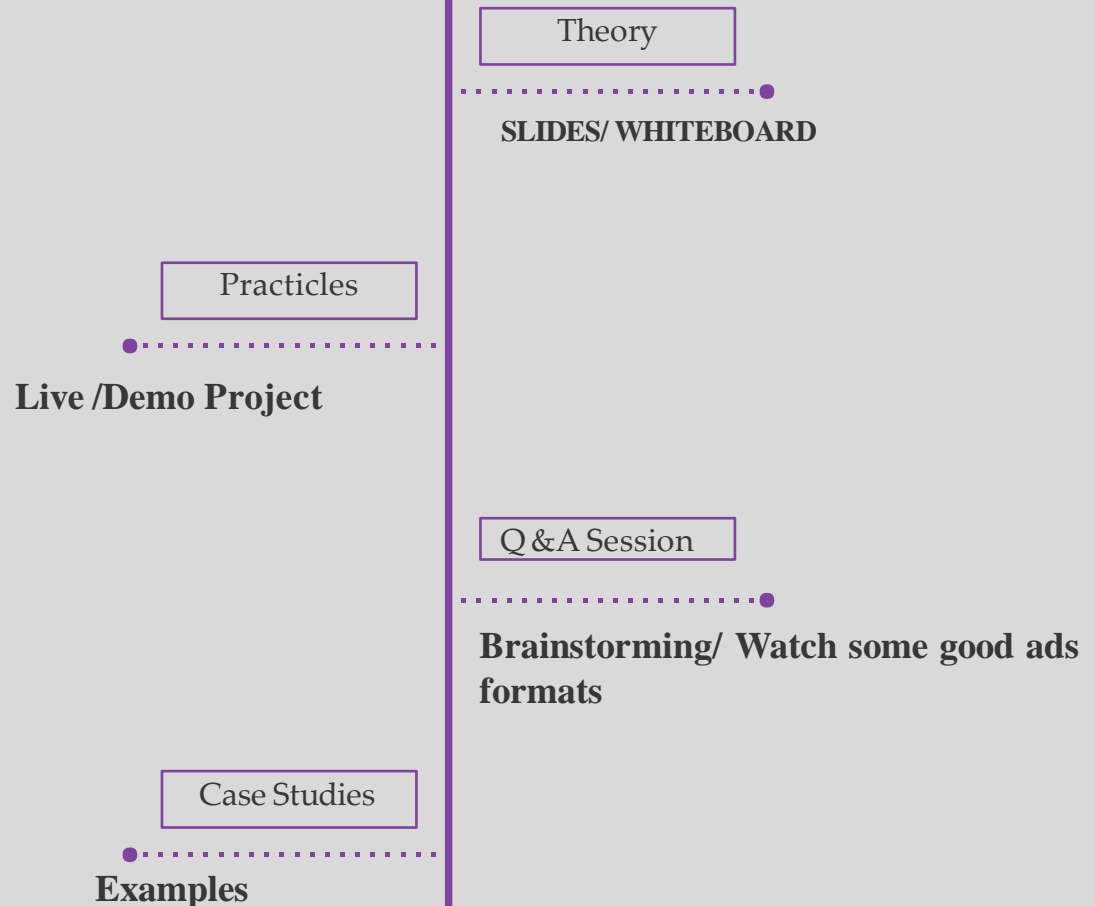 Theory
SLIDES/ WHITEBOARD
Practicles
Live /Demo Project
Q &A Session
Brainstorming/ Watch some good ads
formats
Case Studies
Examples